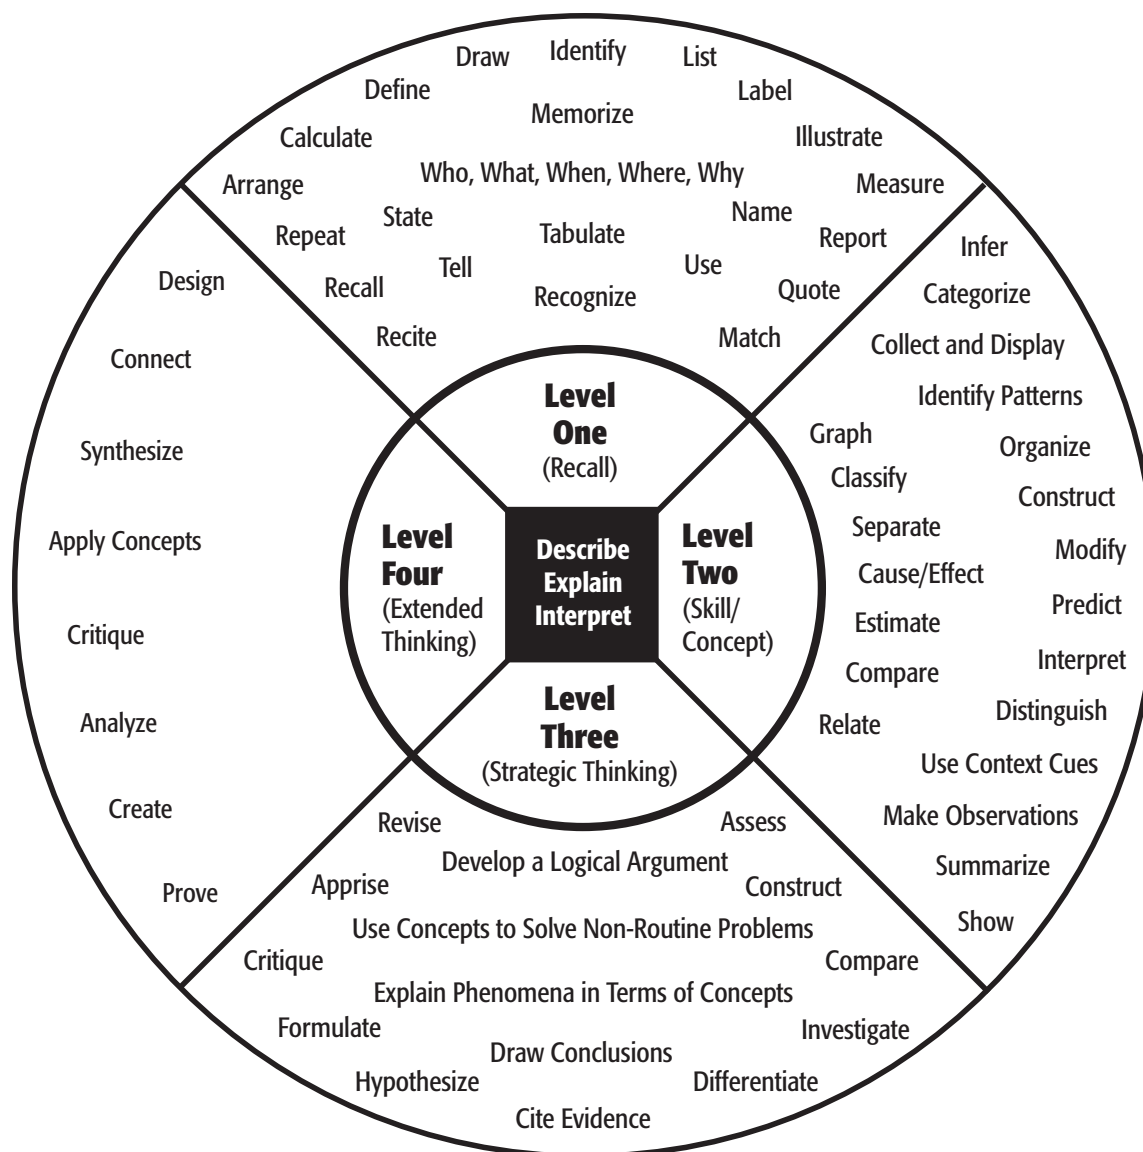 Draw
Identify
List
Define
Label
Memorize
Calculate
Illustrate
Who, What, When, Where, Why
Arrange
Measure
State
Name
Repeat
Tabulate
Report
Tell
Use
Recall
Recognize
Quote
Recite
Match
Level
One
(Recall)
Infer
Categorize
Collect and Display
Identify Patterns
Graph
Organize
Classify
Construct
Separate
Modify
Cause/Effect
Predict
Estimate
Interpret
Compare
Distinguish
Relate
Use Context Cues
Make Observations
Summarize
Show
Level
Two
(Skill/
Concept)
Describe
Explain
Interpret
Level
Three
(Strategic Thinking)
Revise
Assess
Develop a Logical Argument
Apprise
Construct
Use Concepts to Solve Non-Routine Problems
Critique
Compare
Explain Phenomena in Terms of Concepts
Formulate
Investigate
Draw Conclusions
Hypothesize
Differentiate
Cite Evidence
Level
Four
(Extended
Thinking)
Design
Connect
Synthesize
Apply Concepts
Critique
Analyze
Create
Prove